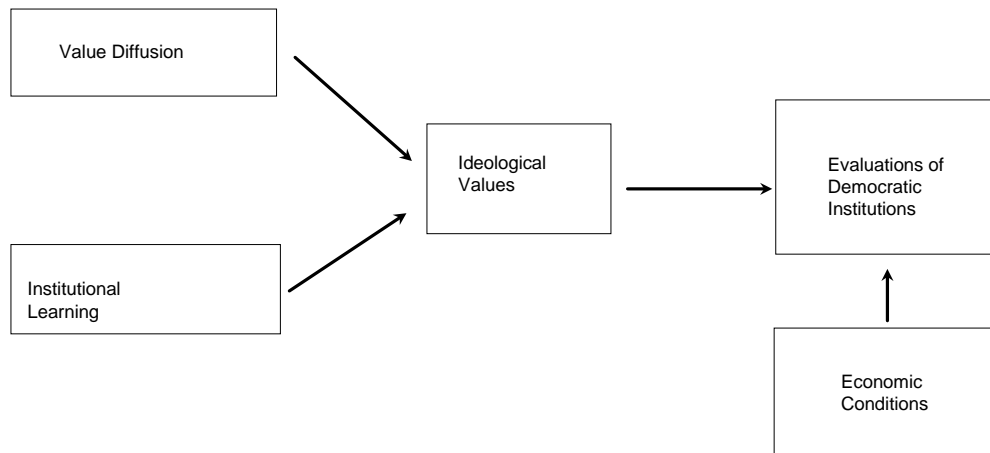 Value Diffusion
Ideological
Values
Evaluations of
Democratic
Institutions
Institutional
Learning
Economic
Conditions